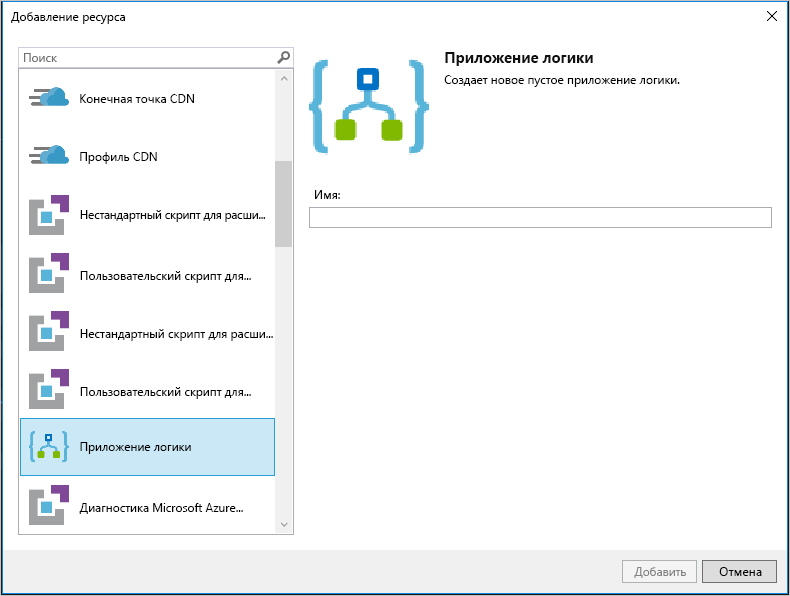 Добавление ресурса
Поиск
Конечная точка CDN
Профиль CDN
Нестандартный скрипт для расши...
Пользовательский скрипт для...
Нестандартный скрипт для расши...
Пользовательский скрипт для...
Приложение логики
Диагностика Microsoft Azure...
Приложение логики
Создает новое пустое приложение логики.
Имя:
Добавить
Отмена